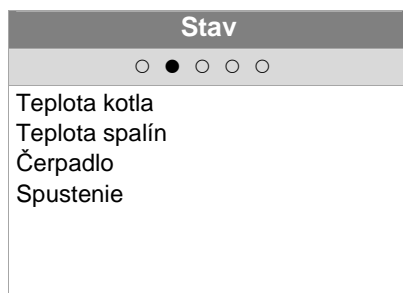 Stav
○ ● ○ ○ ○
Teplota kotla
Teplota spalín
Čerpadlo
Spustenie